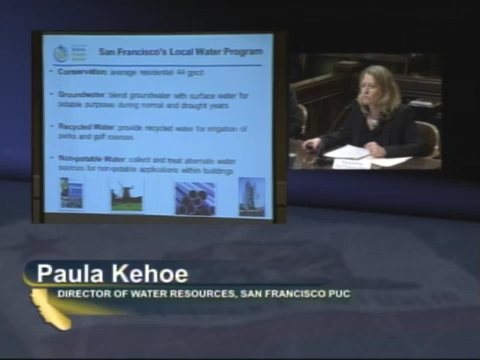 San Francisco's Local Water Program
• Conservation: average residential 44 gpcd
• Groundwater: blend groundwater with surface water for
potable purposes during normal and drought years
• Recycled Water: provide recycled water for irrigation of
parks and golf courses
• Non-potable Water: collect and treat alternate water
sources for non-potable applications within buildings
Paula Kehoe
DIRECTOR OF WATER RESOURCES, SAN FRANCISCO PUC